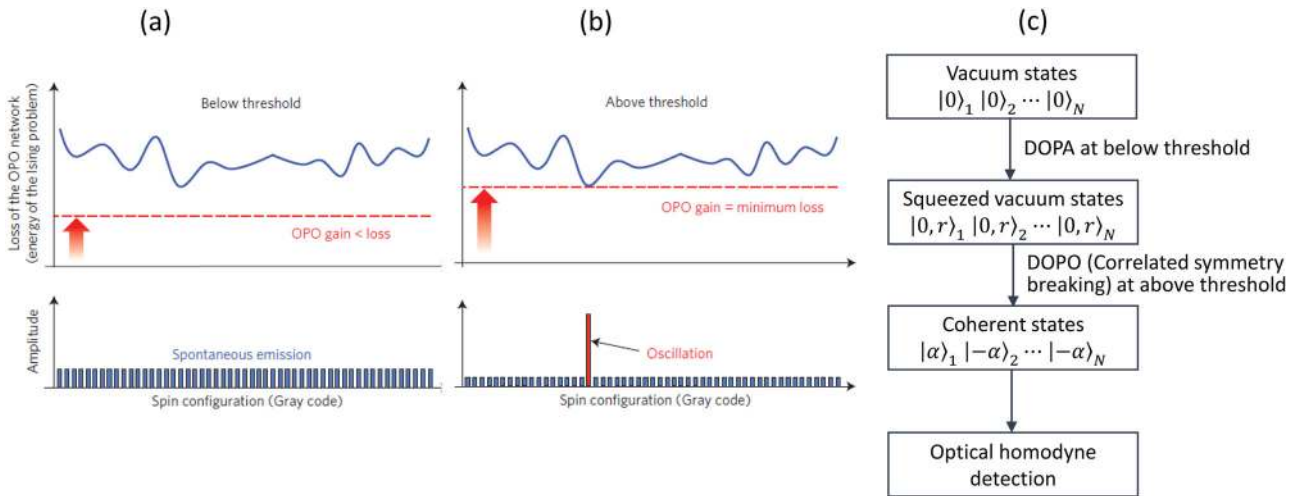 (a)
Loss of the OPO network
(energy of the Ising problem)
Below threshold
OPO gain < loss
Amplitude
Spontaneous emission
Spin configuration (Gray code)
(b)
Above threshold
OPO gain = minimum loss
Oscillation
Spin configuration (Gray code)
(c)
Vacuum states
|0⟩₁ |0⟩₂ ⋯ |0⟩_N
DOPA at below threshold
Squeezed vacuum states
|0, r⟩₁ |0, r⟩₂ ⋯ |0, r⟩_N
DOPO (Correlated symmetry
breaking) at above threshold
Coherent states
|α⟩₁ |−α⟩₂ ⋯ |−α⟩_N
Optical homodyne
detection